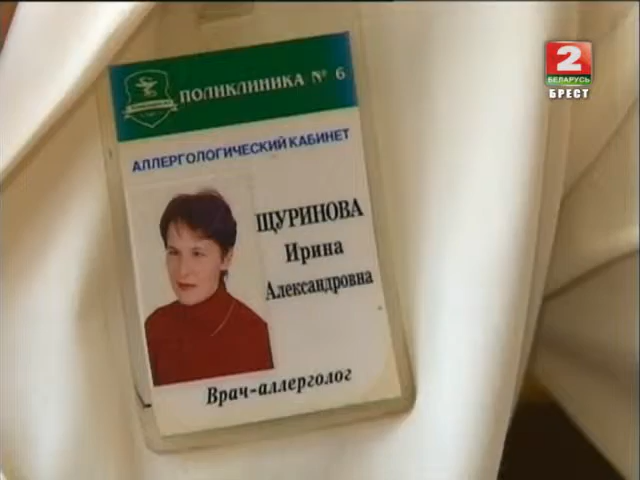 ПОЛИКЛИНИКА № 6
АЛЛЕРГОЛОГИЧЕСКИЙ КАБИНЕТ
ЩУРИНОВА
Ирина
Александровна
Врач-аллерголог
2
БЕЛАРУСЬ
БРЕСТ